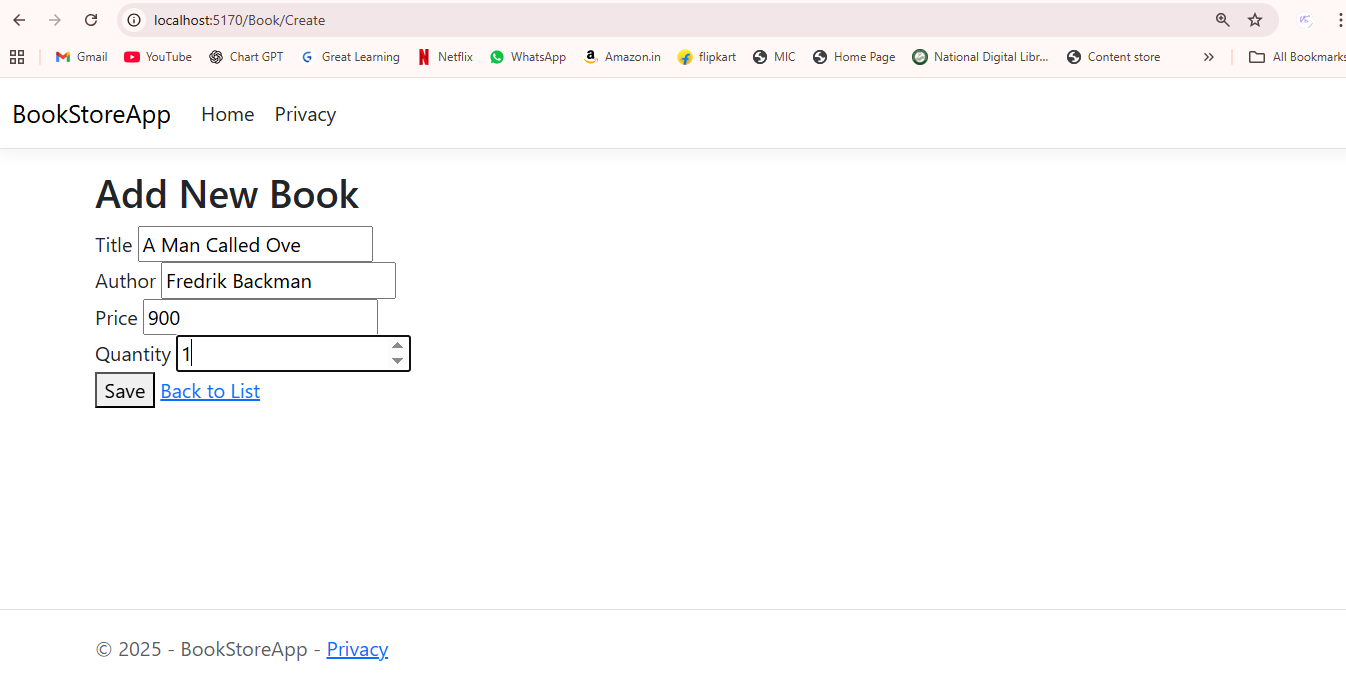 localhost:5170/Book/Create
Gmail YouTube Chart GPT Great Learning Netflix WhatsApp Amazon.in flipkart MIC Home Page National Digital Libr... Content store » All Bookmarks
BookStoreApp Home Privacy
Add New Book
Title A Man Called Ove
Author Fredrik Backman
Price 900
Quantity 1
Save Back to List
© 2025 - BookStoreApp - Privacy